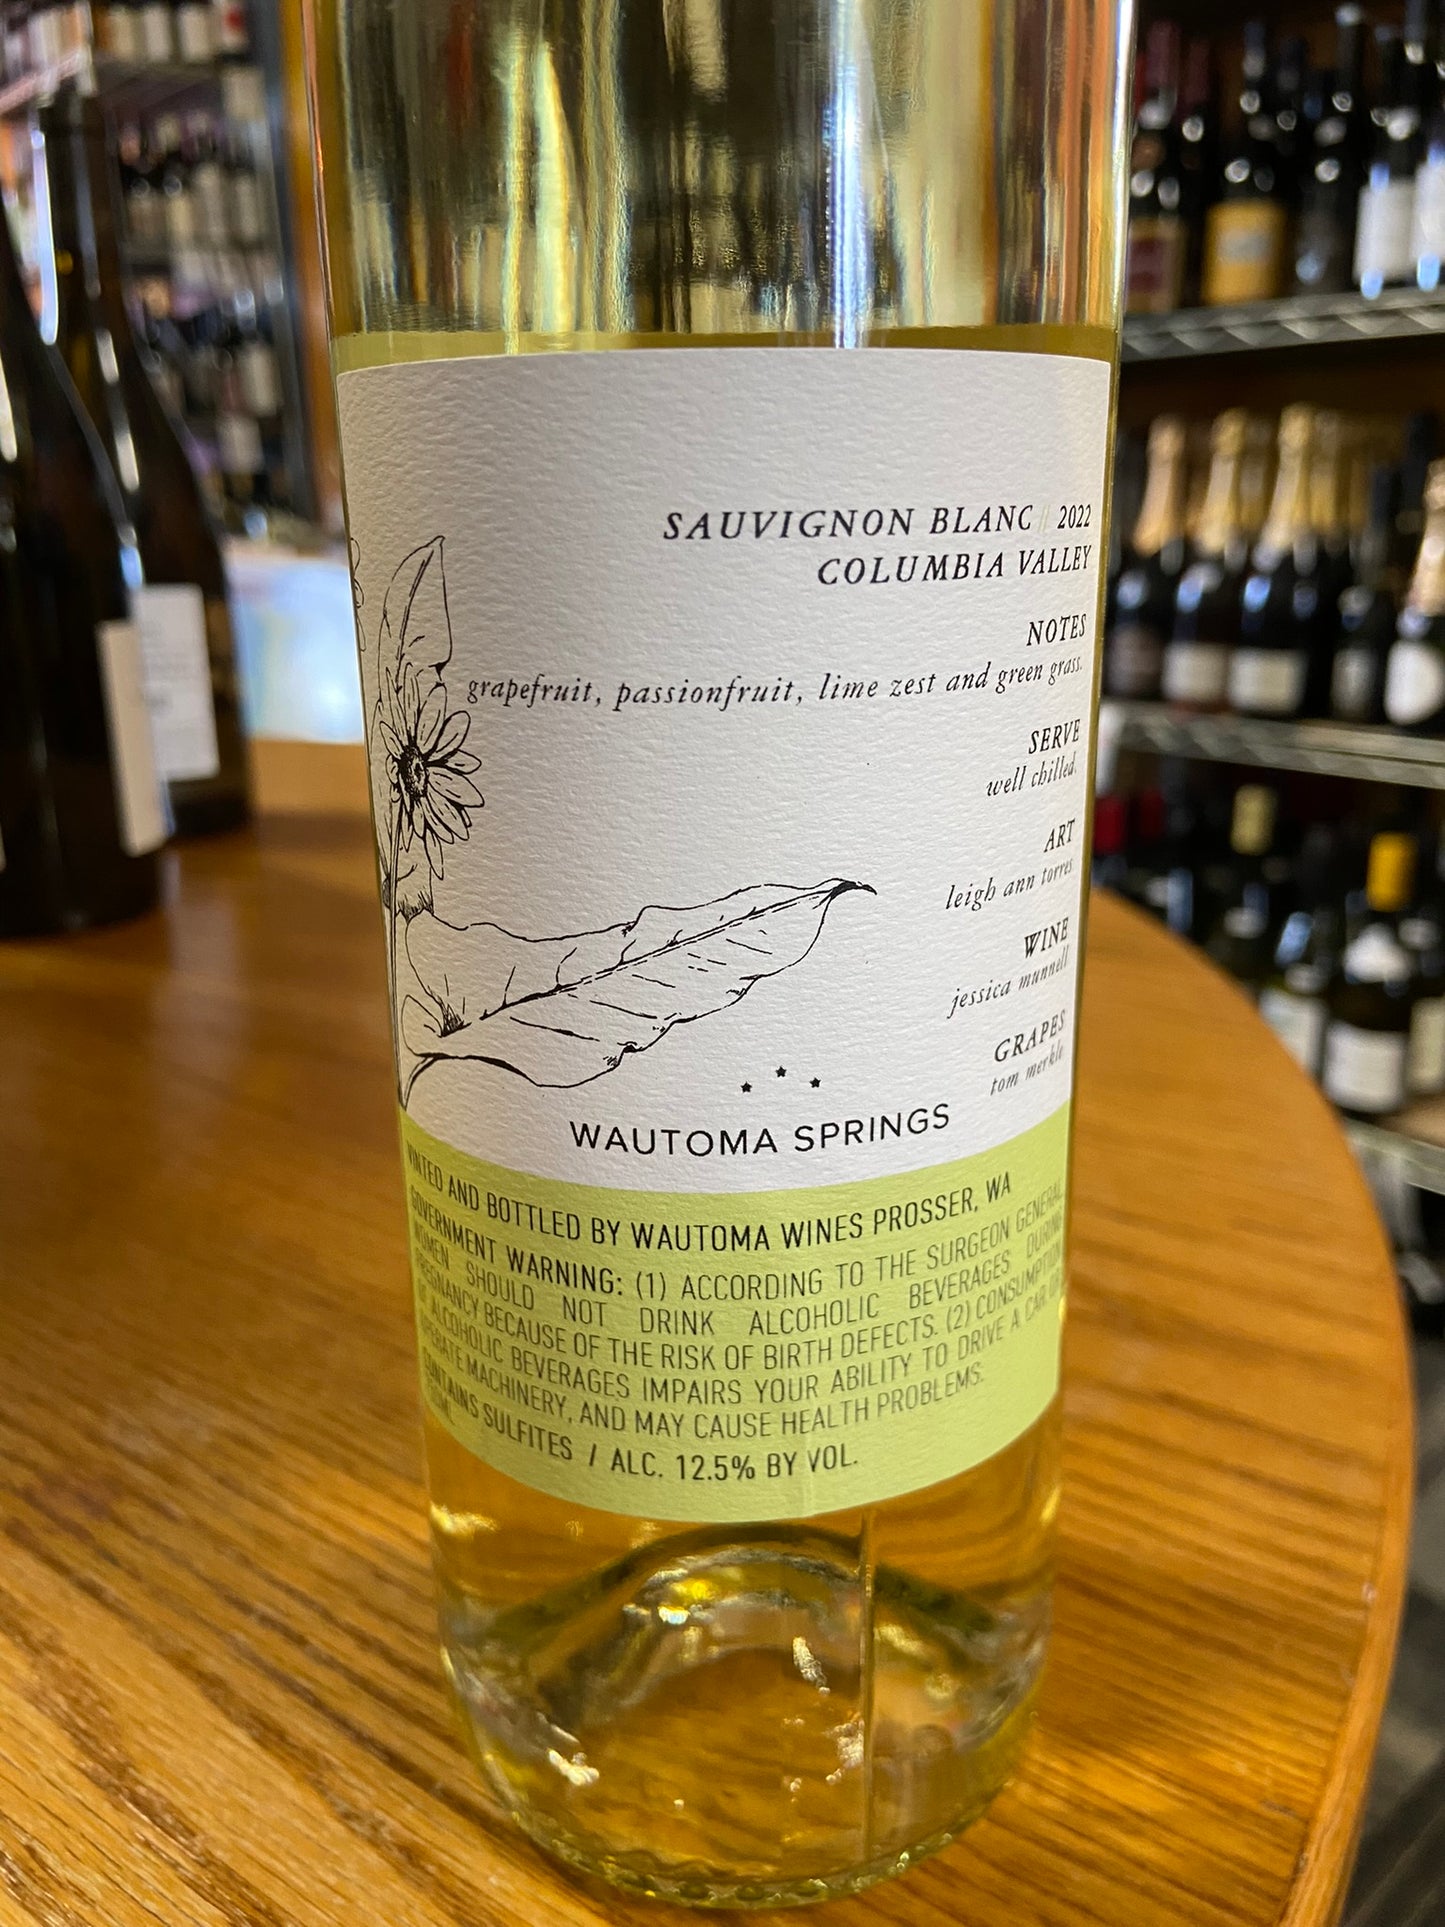 SAUVIGNON BLANC // 2022
COLUMBIA VALLEY
NOTES
grapefruit, passionfruit, lime zest and green grass.
SERVE
well chilled.
ART
leigh ann torres
WINE
jessica munnell
GRAPES
tom merkle
WAUTOMA SPRINGS
VINTED AND BOTTLED BY WAUTOMA WINES PROSSER, WA
GOVERNMENT WARNING: (1) ACCORDING TO THE SURGEON GENERAL
WOMEN SHOULD NOT DRINK ALCOHOLIC BEVERAGES DURING
PREGNANCY BECAUSE OF THE RISK OF BIRTH DEFECTS. (2) CONSUMPTION
OF ALCOHOLIC BEVERAGES IMPAIRS YOUR ABILITY TO DRIVE A CAR OR
OPERATE MACHINERY, AND MAY CAUSE HEALTH PROBLEMS.
CONTAINS SULFITES / ALC. 12.5% BY VOL.
750ML